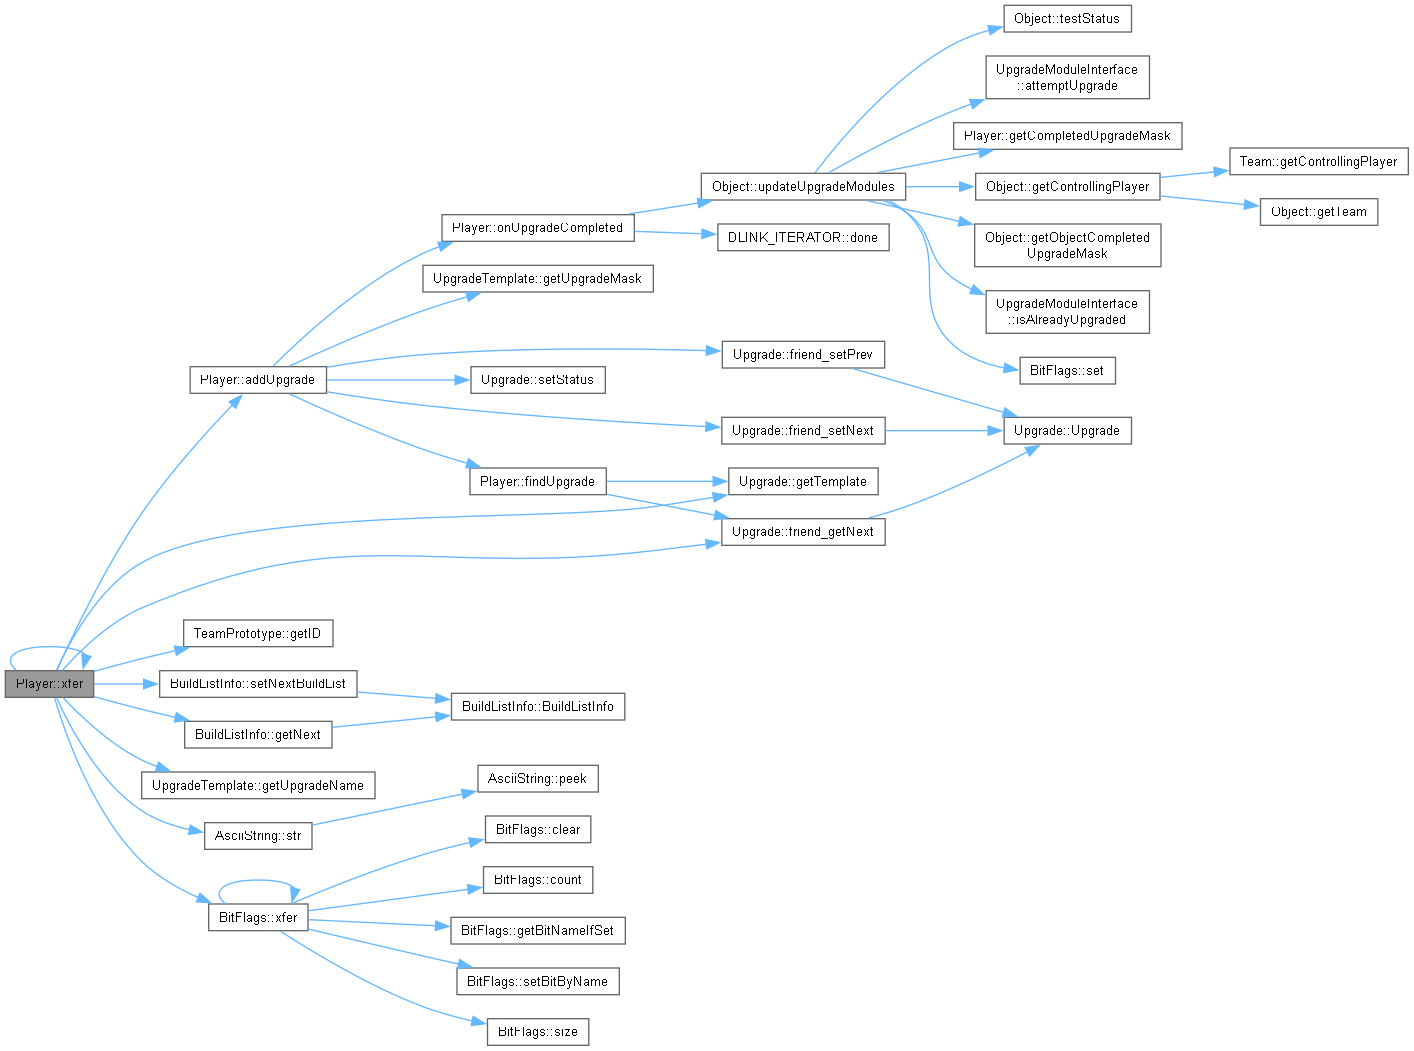 Object::testStatus
UpgradeModuleInterface
::attemptUpgrade
Player::getCompletedUpgradeMask
Team::getControllingPlayer
Object::updateUpgradeModules
Object::getControllingPlayer
Object::getTeam
Player::onUpgradeCompleted
DLINK_ITERATOR::done
Object::getObjectCompleted
UpgradeMask
UpgradeTemplate::getUpgradeMask
UpgradeModuleInterface
::isAlreadyUpgraded
Upgrade::friend_setPrev
BitFlags::set
Player::addUpgrade
Upgrade::setStatus
Upgrade::friend_setNext
Upgrade::Upgrade
Player::findUpgrade
Upgrade::getTemplate
Upgrade::friend_getNext
TeamPrototype::getID
Player::xfer
BuildListInfo::setNextBuildList
BuildListInfo::BuildListInfo
BuildListInfo::getNext
UpgradeTemplate::getUpgradeName
AsciiString::peek
AsciiString::str
BitFlags::clear
BitFlags::count
BitFlags::xfer
BitFlags::getBitNameIfSet
BitFlags::setBitByName
BitFlags::size